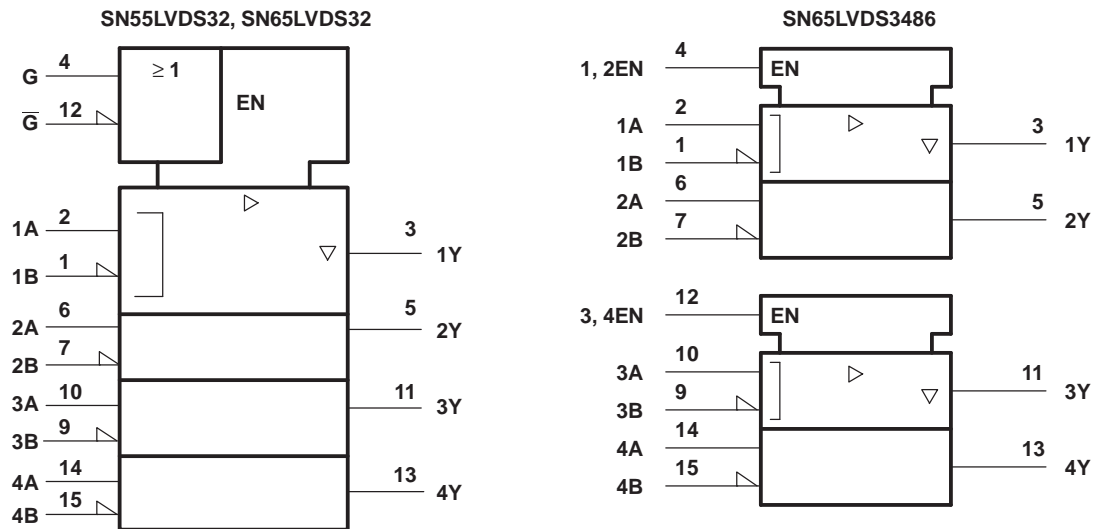 SN55LVDS32, SN65LVDS32
G 4
≥ 1
EN
G̅ 12
1A 2
3 1Y
1B 1
2A 6
5 2Y
2B 7
3A 10
11 3Y
3B 9
4A 14
13 4Y
4B 15
SN65LVDS3486
1, 2EN 4
EN
1A 2
3 1Y
1B 1
2A 6
5 2Y
2B 7
3, 4EN 12
EN
3A 10
11 3Y
3B 9
4A 14
13 4Y
4B 15